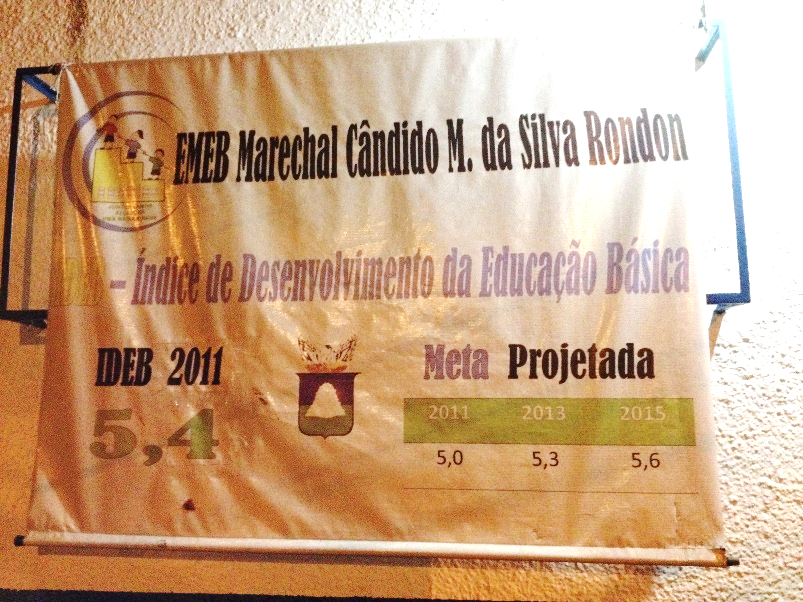 EMEB Marechal Cândido M. da Silva Rondon
IDEB – Índice de Desenvolvimento da Educação Básica
IDEB 2011
5,4
Meta Projetada
2011 2013 2015
5,0 5,3 5,6